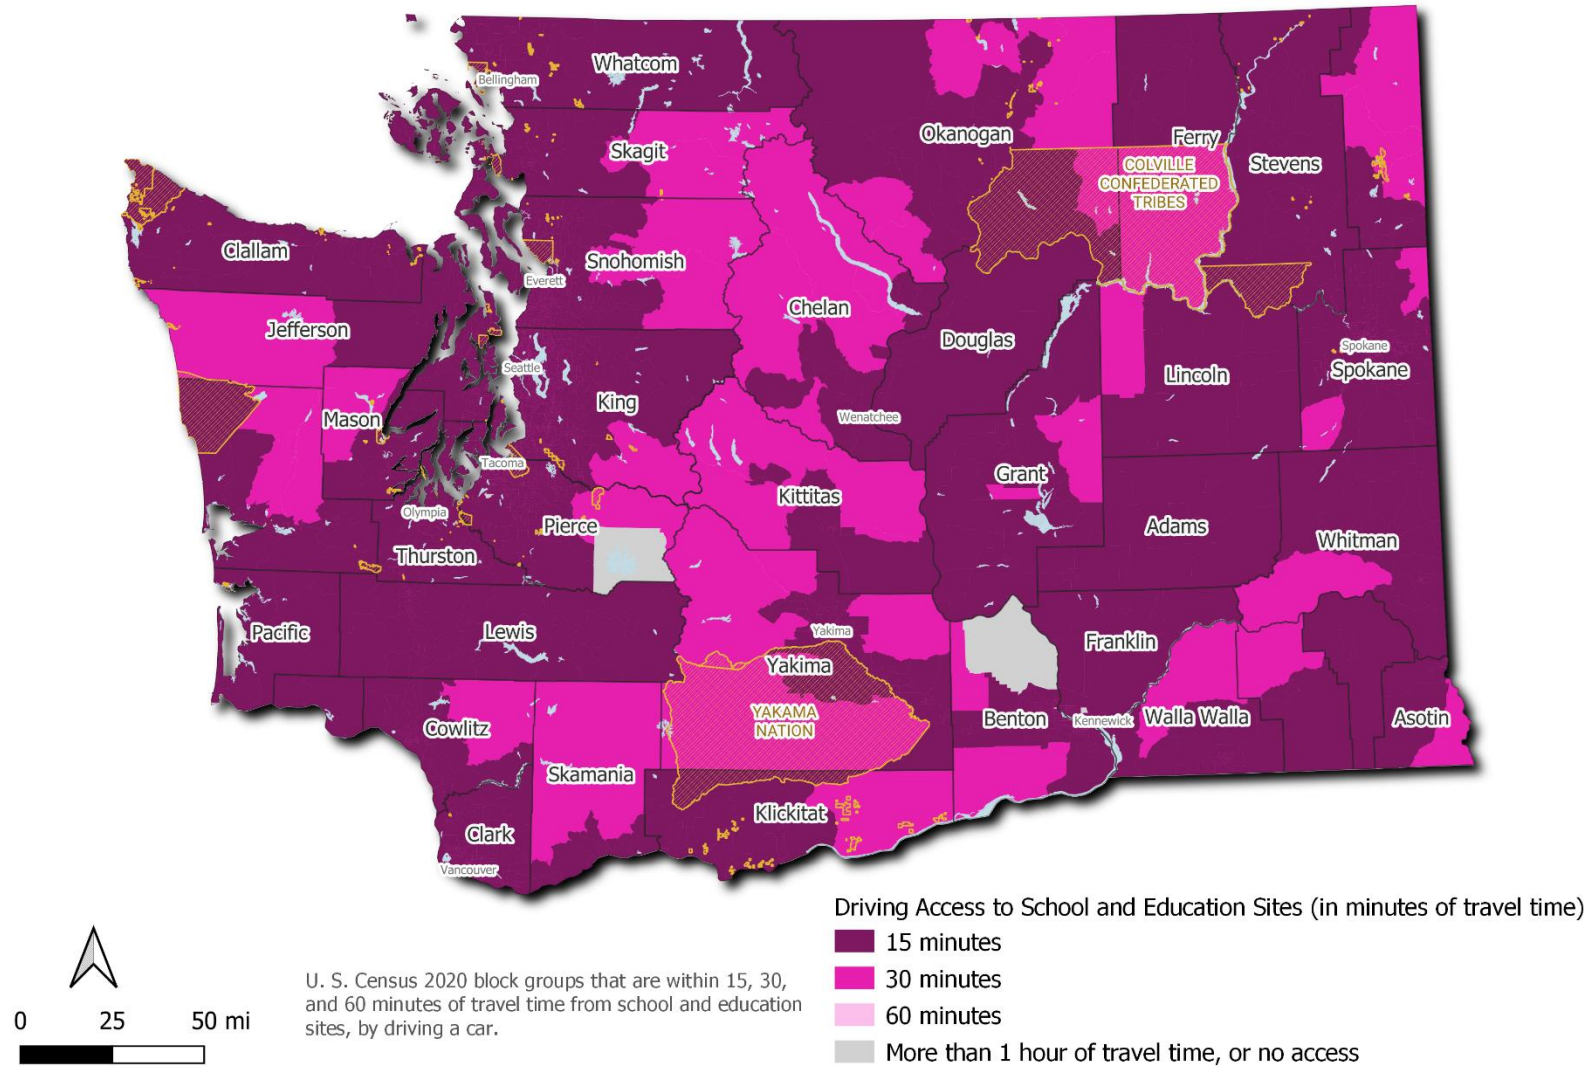 Whatcom
Bellingham
Okanogan
Ferry
Skagit
Stevens
COLVILLE
CONFEDERATED
TRIBES
Clallam
Snohomish
Everett
Chelan
Jefferson
Douglas
Spokane
Seattle
Spokane
Lincoln
King
Mason
Wenatchee
Tacoma
Grant
Kittitas
Olympia
Pierce
Adams
Whitman
Thurston
Pacific
Lewis
Yakima
Franklin
Yakima
YAKAMA
NATION
Benton
Kennewick
Walla Walla
Asotin
Cowlitz
Skamania
Klickitat
Clark
Vancouver
Driving Access to School and Education Sites (in minutes of travel time)
15 minutes
30 minutes
60 minutes
More than 1 hour of travel time, or no access
U. S. Census 2020 block groups that are within 15, 30,
and 60 minutes of travel time from school and education
sites, by driving a car.
0 25 50 mi